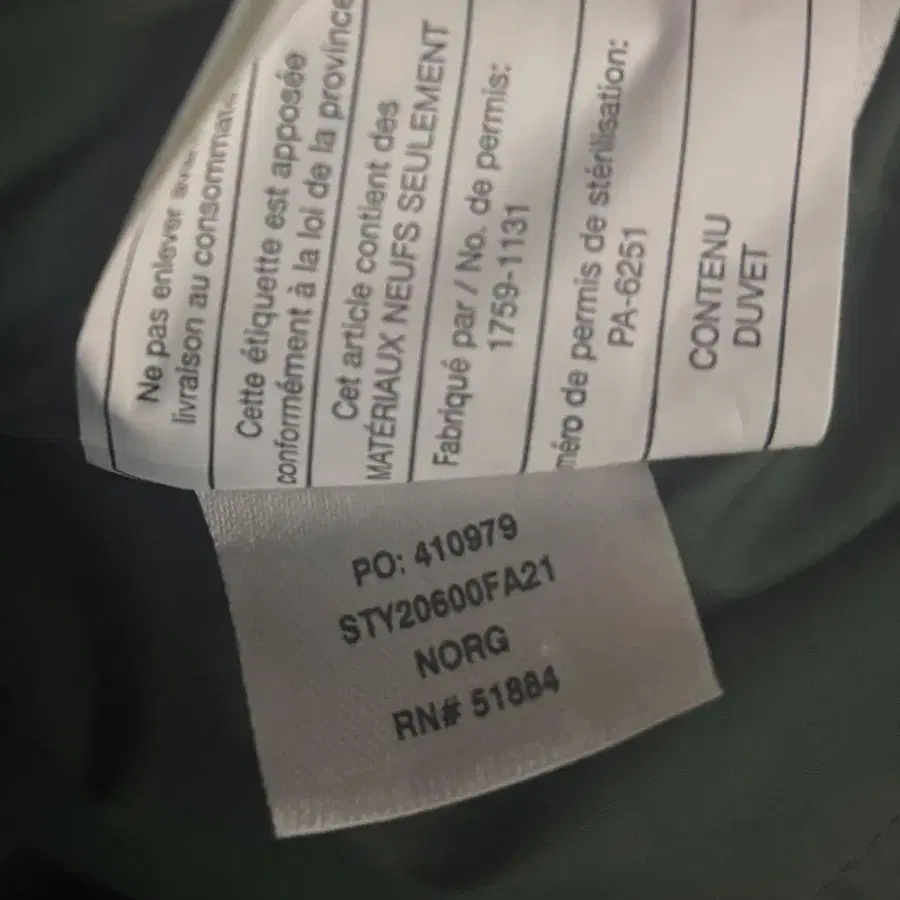 Ne pas enlever
livraison au consommat
Cette étiquette est apposée
conformément à la loi de la province
Cet article contient des
MATÉRIAUX NEUFS SEULEMENT
Fabriqué par / No. de permis:
1759-1131
méro de permis de stérilisation:
PA-6251
CONTENU
DUVET
PO: 410979
STY20600FA21
NORG
RN# 51884